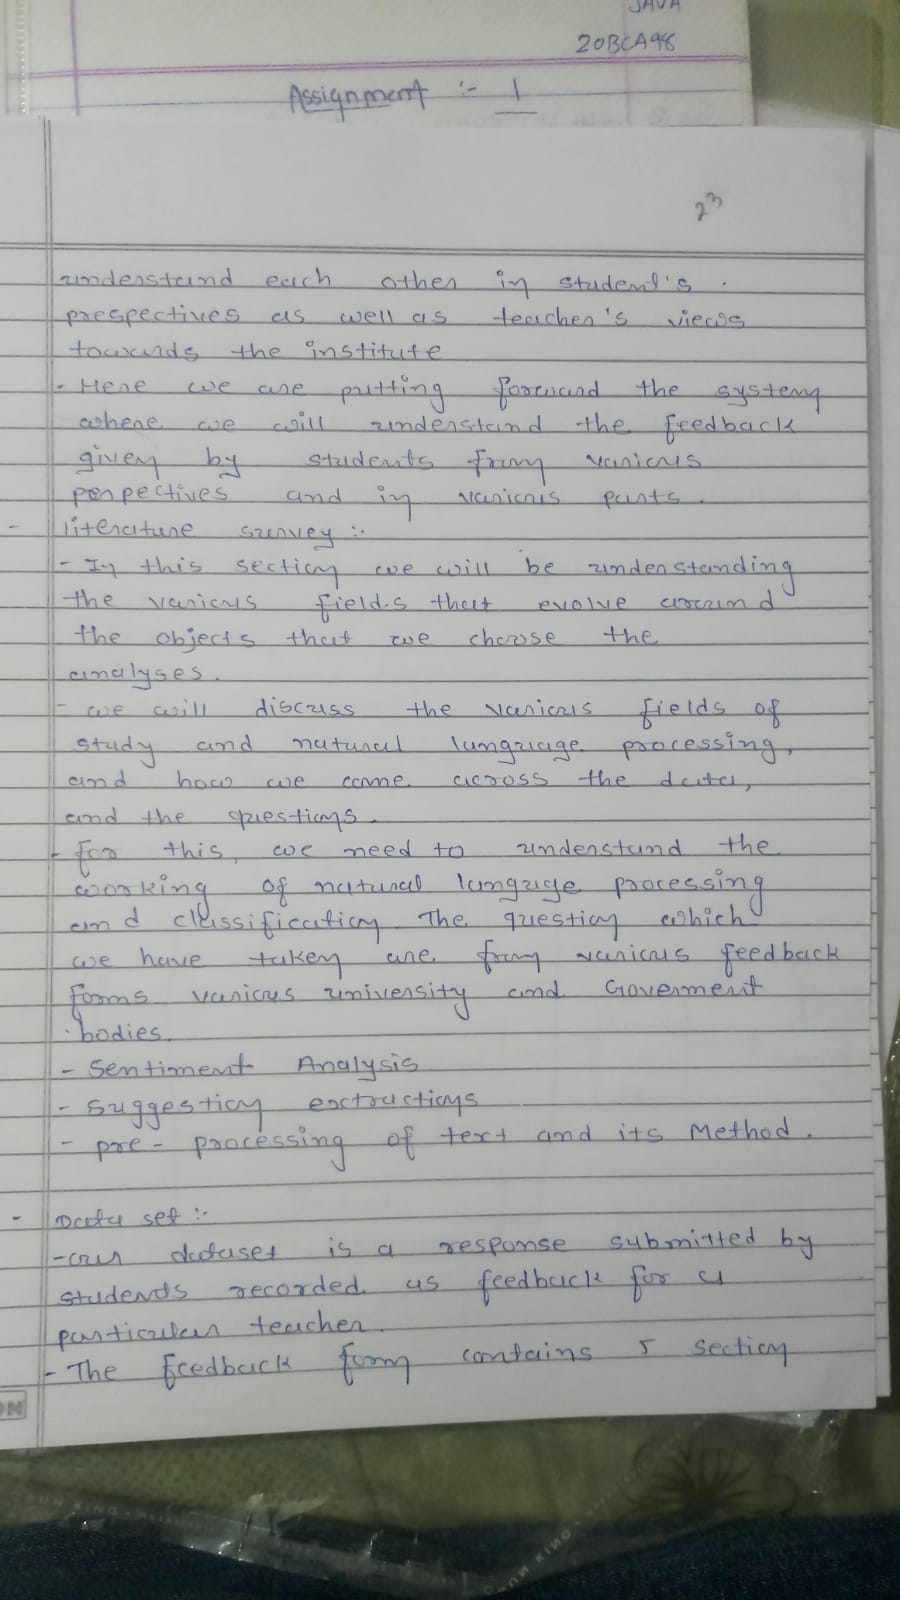 JAVA
20BCA98
Assignment :- 1
23
understand each other in student's
prespectives as well as teacher's views
towards the institute
- Here we are putting forward the system
where we will understand the feedback
given by students from various
perpectives and in various parts.
- literature survey :-
- In this section we will be understanding
the various fields that evolve around
the objects that we choose the
analyses.
- we will discuss the various fields of
study and natural language processing,
and how we came across the data,
and the questions.
- for this, we need to understand the
working of natural languge processing
and classification. The question which
we have taken are from various feedback
forms various university and Goverment
bodies.
- Sentiment Analysis
- suggestion extractions
- pre-processing of text and its Method.
- Data set :-
- our dataset is a response submitted by
students recorded as feedback for a
particular teacher.
- The feedback form contains 5 section
ON
SUN KING
SUN KING